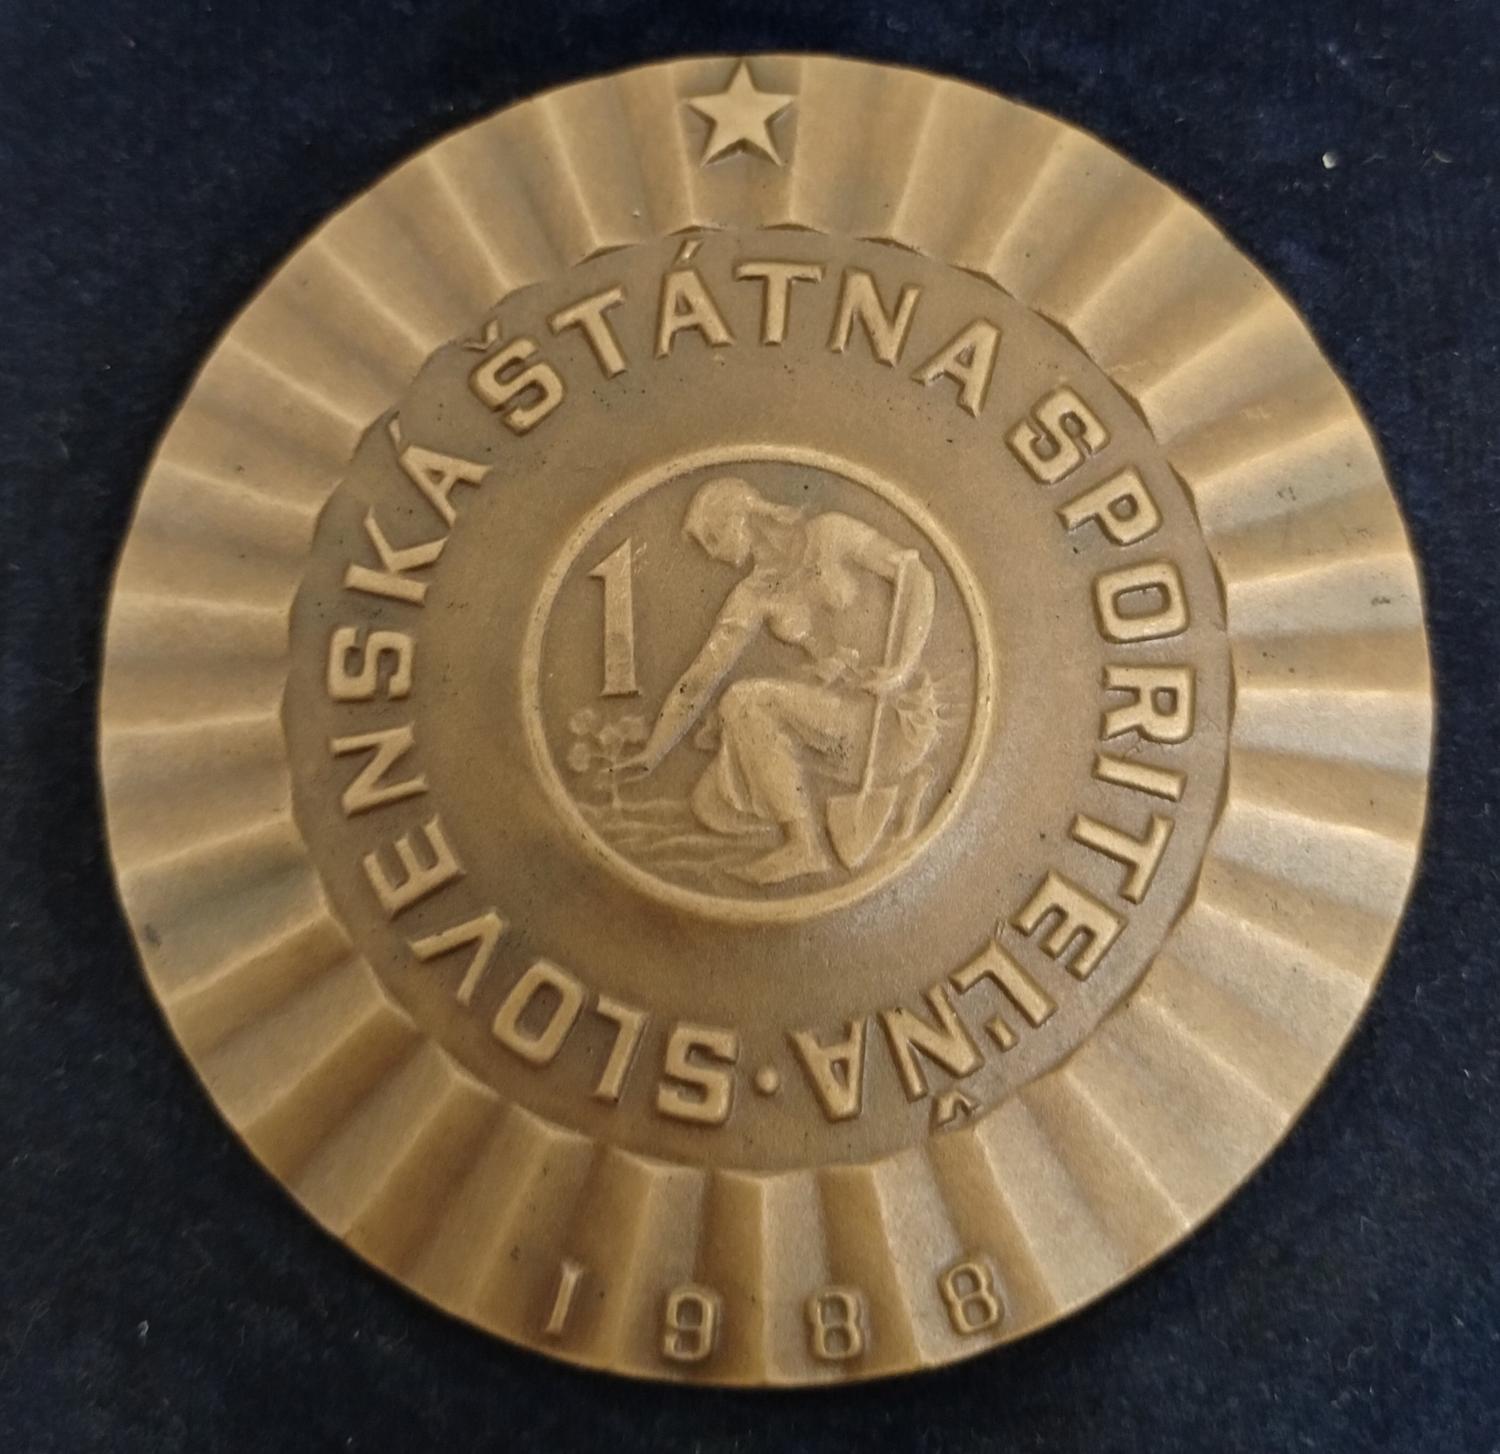 SLOVENSKÁ ŠTÁTNA SPORITEĽŇA ·
1
1988